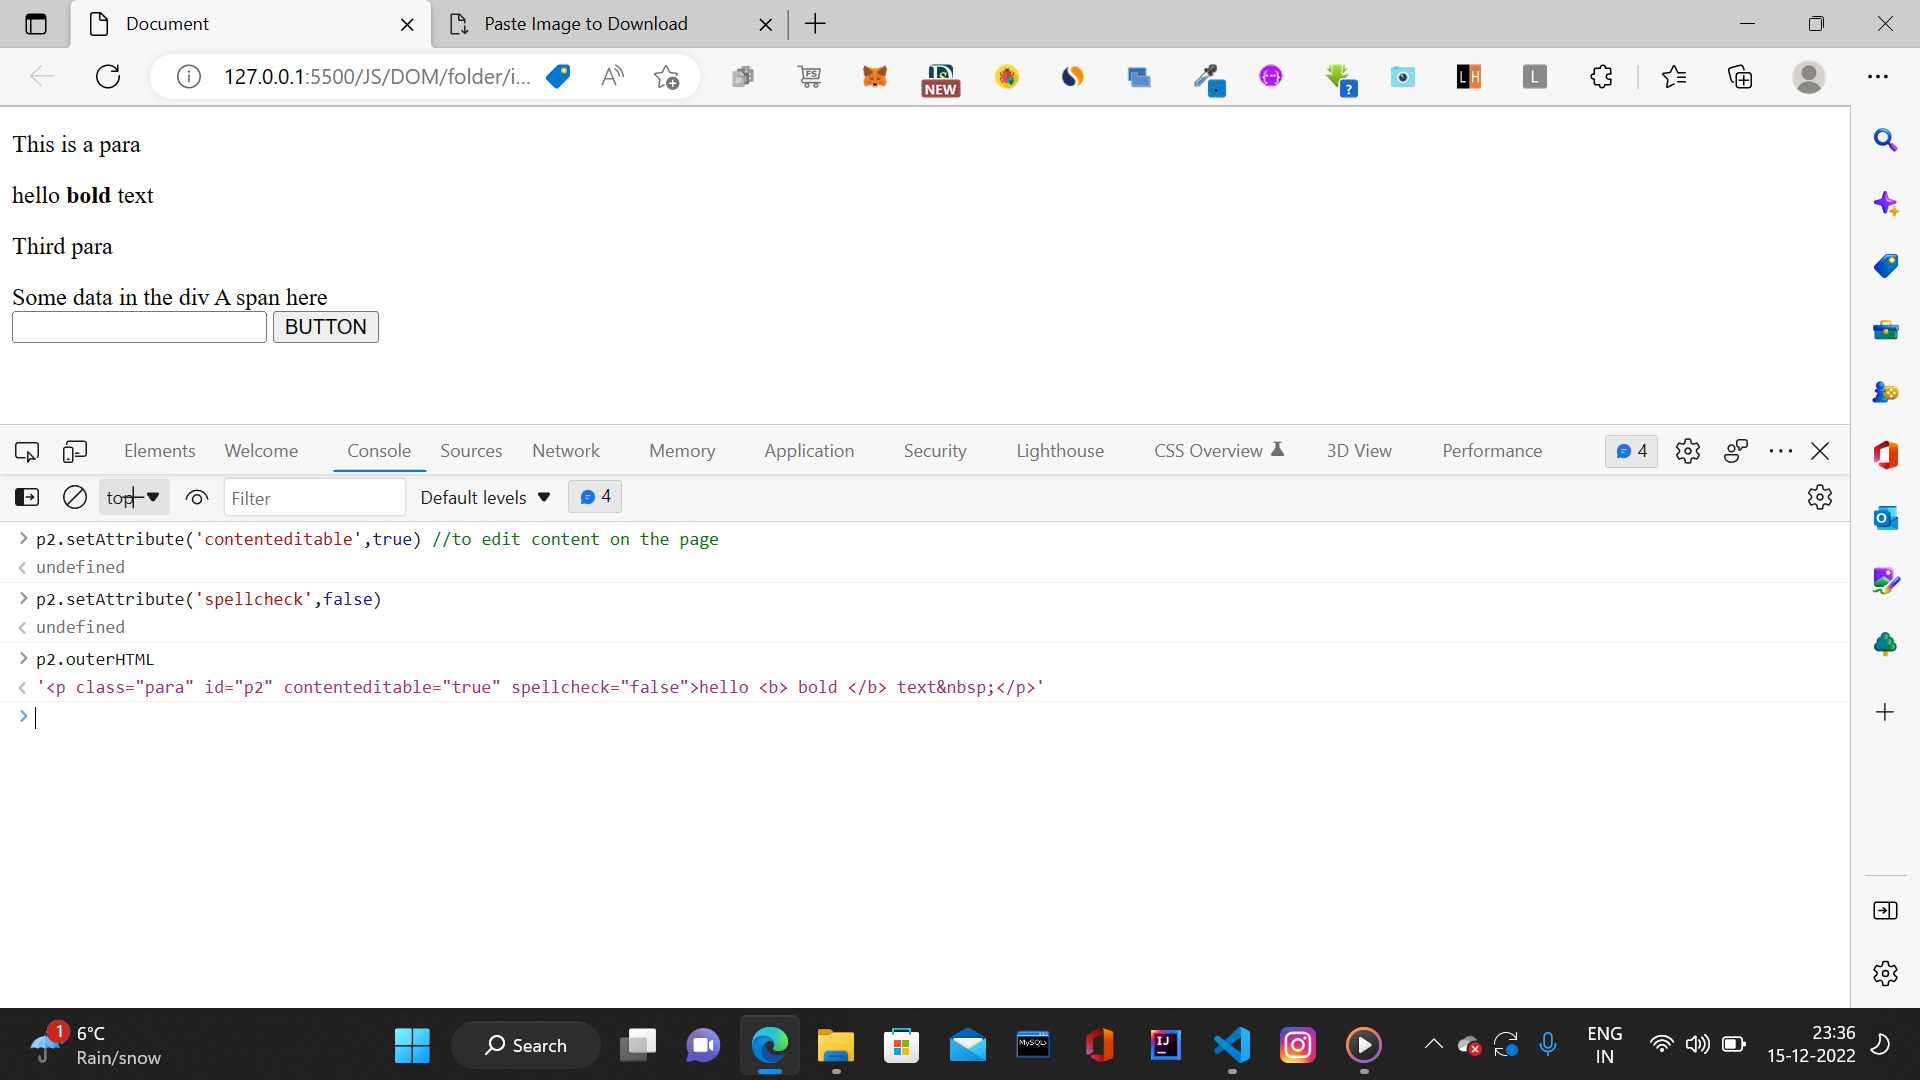 Document
Paste Image to Download
127.0.0.1:5500/JS/DOM/folder/i...
FS
NEW
?
LH
L
This is a para
hello bold text
Third para
Some data in the div A span here
BUTTON
Elements
Welcome
Console
Sources
Network
Memory
Application
Security
Lighthouse
CSS Overview
3D View
Performance
4
top
Filter
Default levels
4
p2.setAttribute('contenteditable',true) //to edit content on the page
undefined
p2.setAttribute('spellcheck',false)
undefined
p2.outerHTML
'<p class="para" id="p2" contenteditable="true" spellcheck="false">hello <b> bold </b> text&nbsp;</p>'
1
6°C
Rain/snow
Search
MySQL
IJ
ENG
IN
23:36
15-12-2022